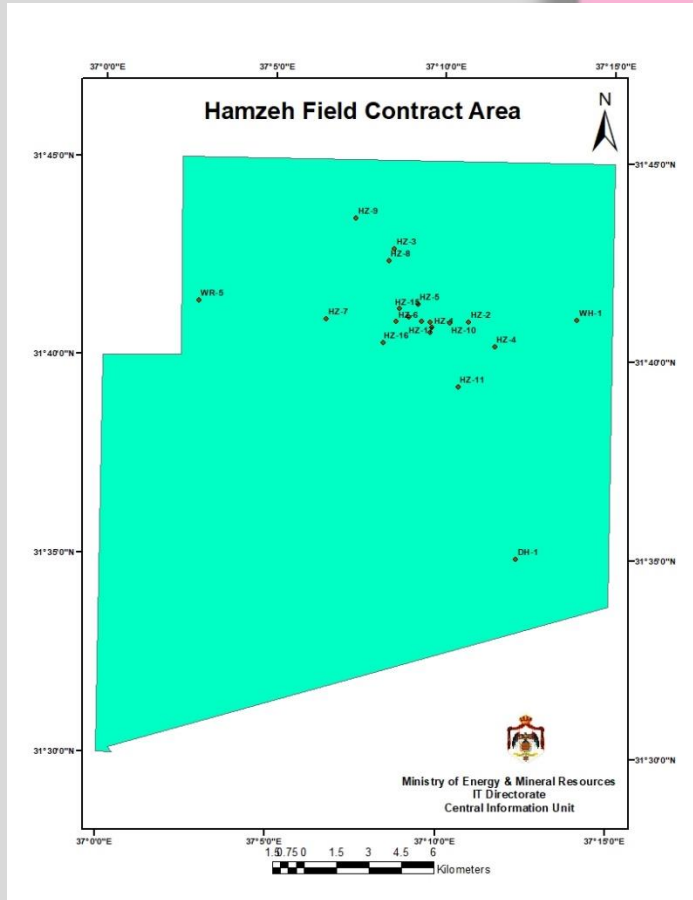 37°0'0"E 37°5'0"E 37°10'0"E 37°15'0"E
Hamzeh Field Contract Area
N
31°45'0"N 31°45'0"N
HZ-9
HZ-3
HZ-8
WR-5
HZ-5
HZ-7
HZ-6
HZ-2
WH-1
HZ-10
HZ-16
HZ-4
31°40'0"N 31°40'0"N
HZ-11
31°35'0"N 31°35'0"N
DH-1
31°30'0"N 31°30'0"N
Ministry of Energy & Mineral Resources
IT Directorate
Central Information Unit
37°0'0"E 37°5'0"E 37°10'0"E 37°15'0"E
1.5 0.75 0 1.5 3 4.5 6
Kilometers